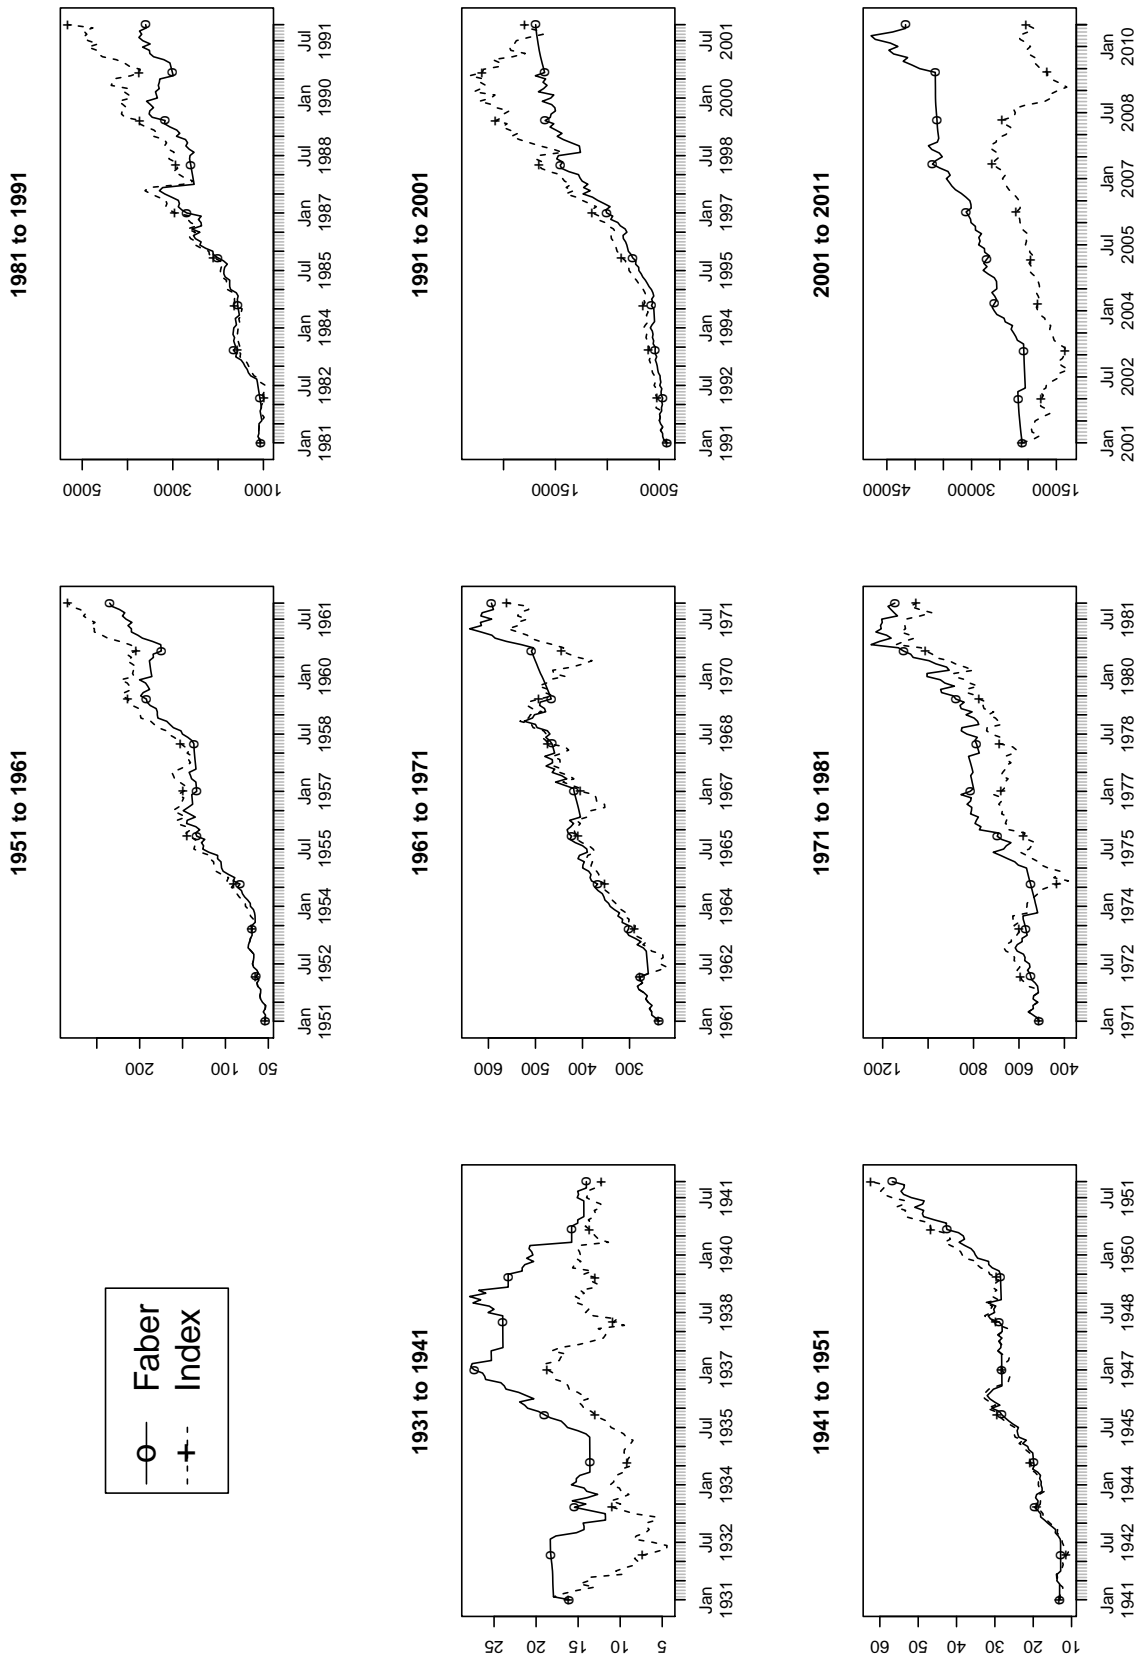 Faber
Index
1951 to 1961
200
100
50
Jan Jul Jan Jul Jan Jul Jan Jul
1951 1952 1954 1955 1957 1958 1960 1961
1981 to 1991
5000
3000
1000
Jan Jul Jan Jul Jan Jul Jan Jul
1981 1982 1984 1985 1987 1988 1990 1991
1931 to 1941
25
20
15
10
5
Jan Jul Jan Jul Jan Jul Jan Jul
1931 1932 1934 1935 1937 1938 1940 1941
1961 to 1971
600
500
400
300
Jan Jul Jan Jul Jan Jul Jan Jul
1961 1962 1964 1965 1967 1968 1970 1971
1991 to 2001
15000
5000
Jan Jul Jan Jul Jan Jul Jan Jul
1991 1992 1994 1995 1997 1998 2000 2001
1941 to 1951
60
50
40
30
20
10
Jan Jul Jan Jul Jan Jul Jan Jul
1941 1942 1944 1945 1947 1948 1950 1951
1971 to 1981
1200
800
600
400
Jan Jul Jan Jul Jan Jul Jan Jul
1971 1972 1974 1975 1977 1978 1980 1981
2001 to 2011
45000
30000
15000
Jan Jul Jan Jul Jan Jul Jan
2001 2002 2004 2005 2007 2008 2010